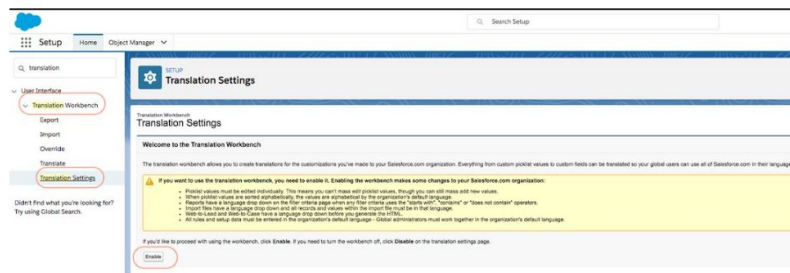 Search Setup
Setup Home Object Manager
translation
User Interface
Translation Workbench
Export
Import
Override
Translate
Translation Settings
Didn't find what you're looking for?
Try using Global Search.
SETUP
Translation Settings
Translation Workbench
Translation Settings
Welcome to the Translation Workbench
The translation workbench allows you to create translations for the customizations you've made to your Salesforce.com organization. Everything from custom picklist values to custom fields can be translated so your global users can use all of Salesforce.com in their language
If you want to use the translation workbench, you need to enable it. Enabling the workbench makes some changes to your Salesforce.com organization:
• Picklist values must be edited individually. This means you can't mass edit picklist values, though you can still mass add new values.
• When picklist values are sorted alphabetically, the values are alphabetical by the organization's default language.
• Reports have a language drop down on the filter criteria page when any filter criteria uses the "starts with", "contains" or "does not contain" operators.
• Import files have a language drop down and all records and values within the import file must be in that language.
• Web-to-Lead and Web-to-Case have a language drop down before you generate the HTML.
• All rules and setup data must be entered in the organization's default language - Global administrators must work together in the organization's default language.
If you'd like to proceed with using the workbench, click Enable. If you need to turn the workbench off, click Disable on the translation settings page.
Enable